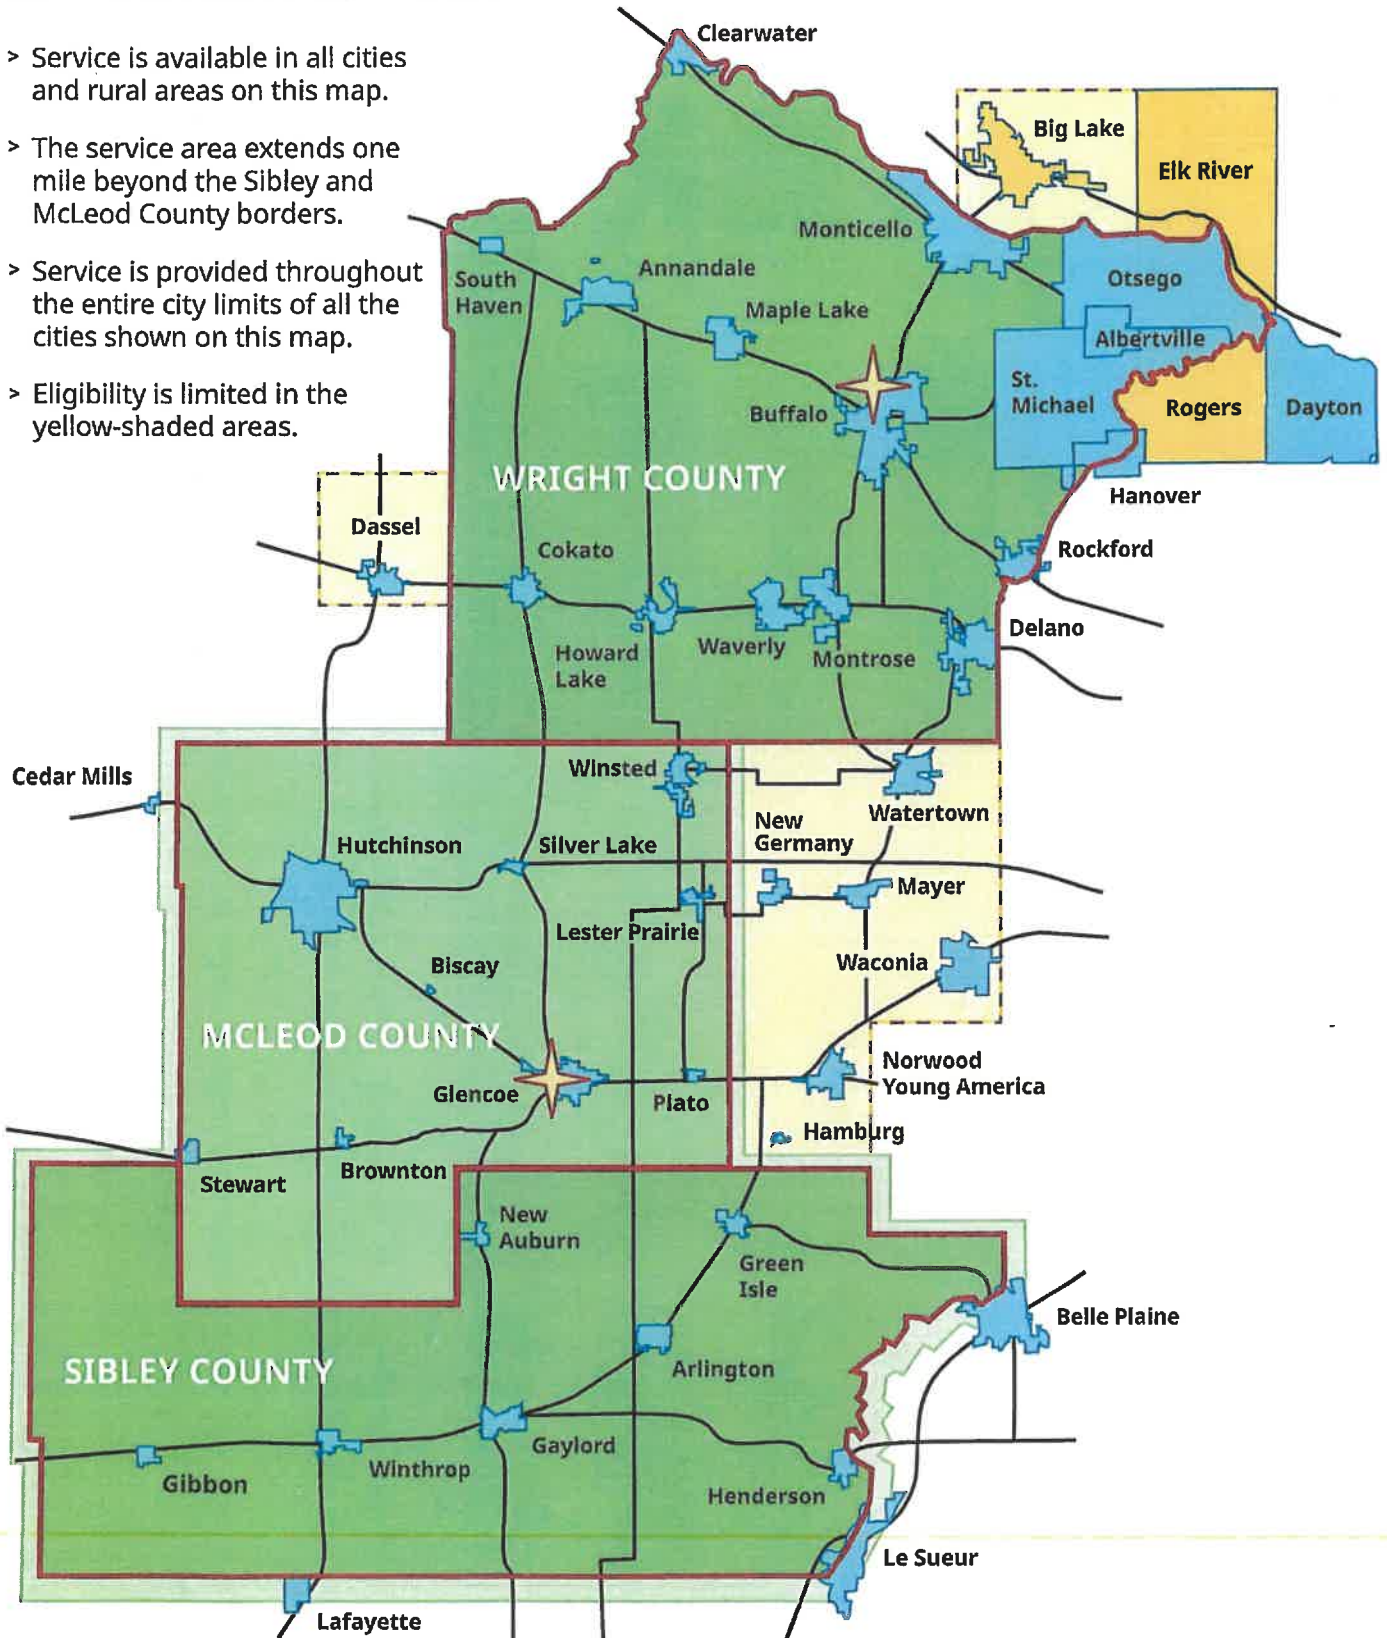 > Service is available in all cities
and rural areas on this map.
> The service area extends one
mile beyond the Sibley and
McLeod County borders.
> Service is provided throughout
the entire city limits of all the
cities shown on this map.
> Eligibility is limited in the
yellow-shaded areas.
Clearwater
Big Lake
Elk River
Monticello
South
Haven
Annandale
Maple Lake
Otsego
Albertville
St.
Michael
Rogers
Dayton
Buffalo
WRIGHT COUNTY
Hanover
Dassel
Cokato
Rockford
Howard
Lake
Waverly
Montrose
Delano
Cedar Mills
Winsted
Watertown
New
Germany
Hutchinson
Silver Lake
Mayer
Lester Prairie
Biscay
Waconia
MCLEOD COUNTY
Glencoe
Plato
Norwood
Young America
Hamburg
Stewart
Brownton
New
Auburn
Green
Isle
Belle Plaine
SIBLEY COUNTY
Arlington
Gaylord
Gibbon
Winthrop
Henderson
Le Sueur
Lafayette